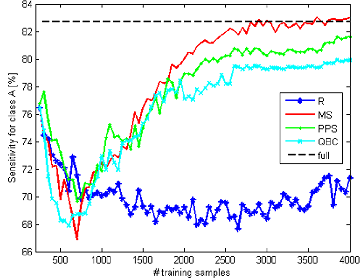 84
82
80
78
76
74
72
70
68
66
Sensitivity for class A [%]
R
MS
PPS
QBC
full
500 1000 1500 2000 2500 3000 3500 4000
# training samples